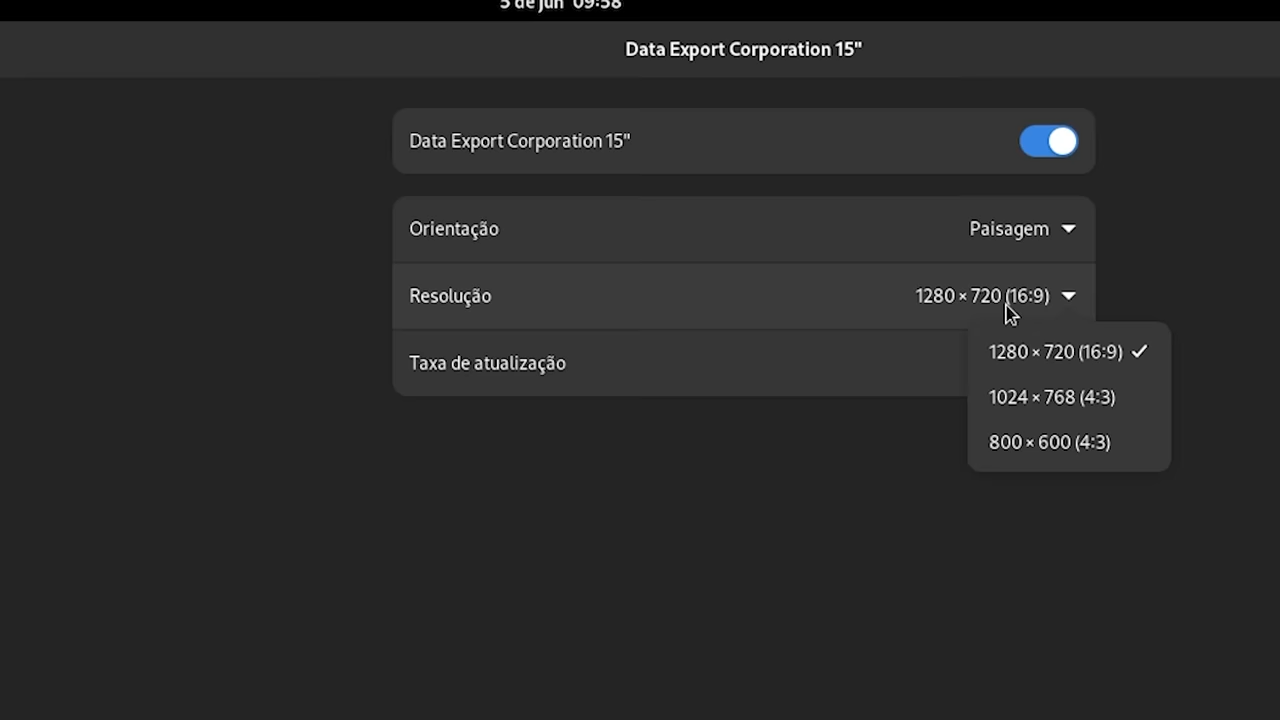 5 de jun 09:58
Data Export Corporation 15"
Data Export Corporation 15"
Orientação
Paisagem
Resolução
1280 × 720 (16:9)
1280 × 720 (16:9)
1024 × 768 (4:3)
800 × 600 (4:3)
Taxa de atualização